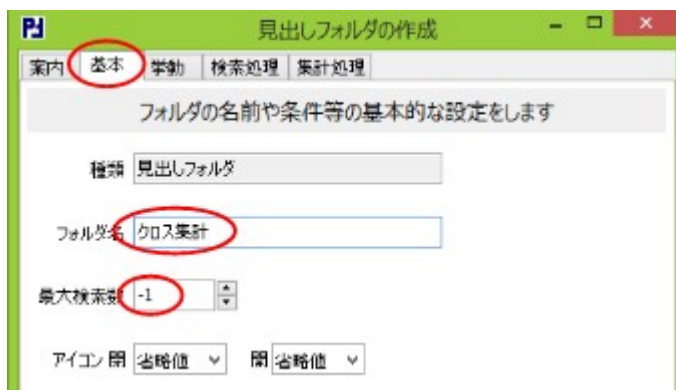 見出しフォルダの作成
案内 基本 挙動 検索処理 集計処理
フォルダの名前や条件等の基本的な設定をします
種類 見出しフォルダ
フォルダ名 クロス集計
最大検索数 -1
アイコン 閉 省略値 開 省略値